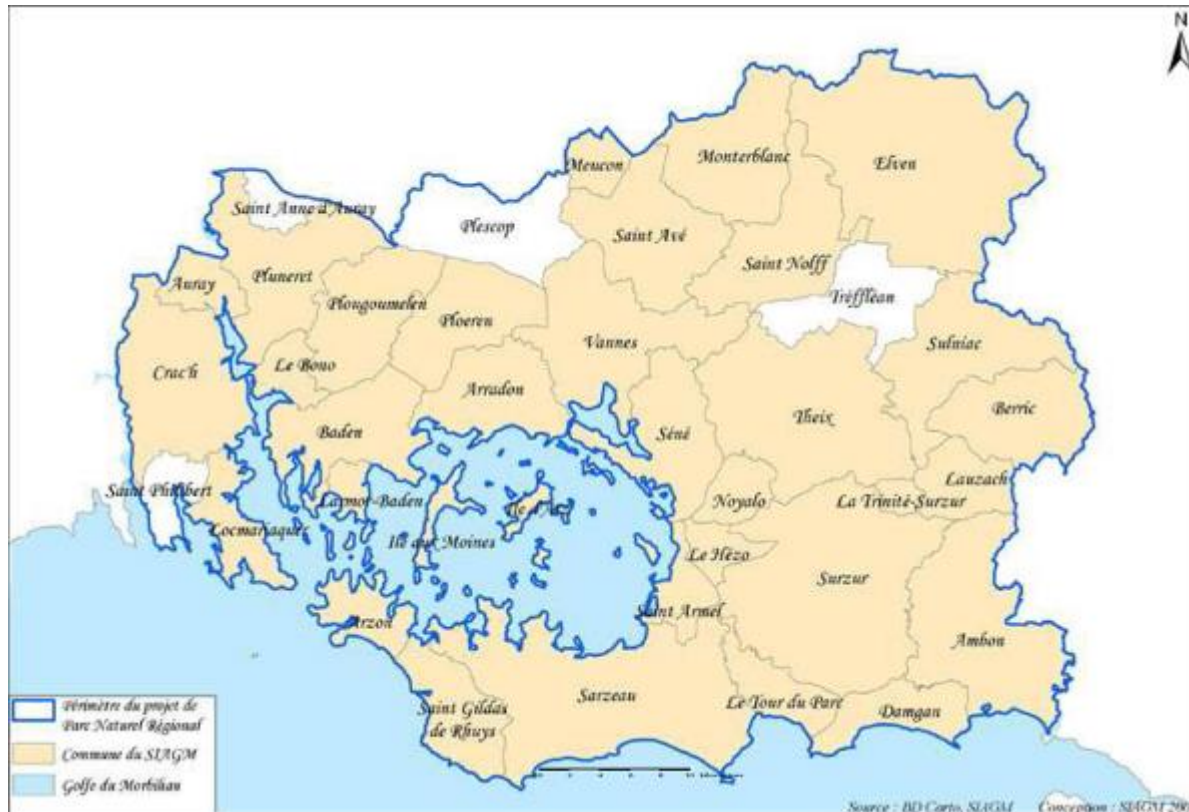 N
Meucon
Monterblanc
Elven
Saint Anne d'Auray
Plescop
Saint Avé
Saint Nolff
Auray
Pluneret
Plougoumelen
Ploeren
Tréffléan
Vannes
Sulniac
Crac'h
Le Bono
Arradon
Berric
Baden
Séné
Theix
Lauzach
Saint Philibert
Larmor-Baden
Noyalo
La Trinité-Surzur
Locmariaquer
Ile aux Moines
Le Hézo
Surzur
Saint Armel
Arzon
Ambon
Saint Gildas
de Rhuys
Sarzeau
Le Tour du Parc
Damgan
Périmètre du projet de
Parc Naturel Régional
Commune du SIAGM
Golfe du Morbihan
Source : BD Carto, SIAGM
Conception : SIAGM